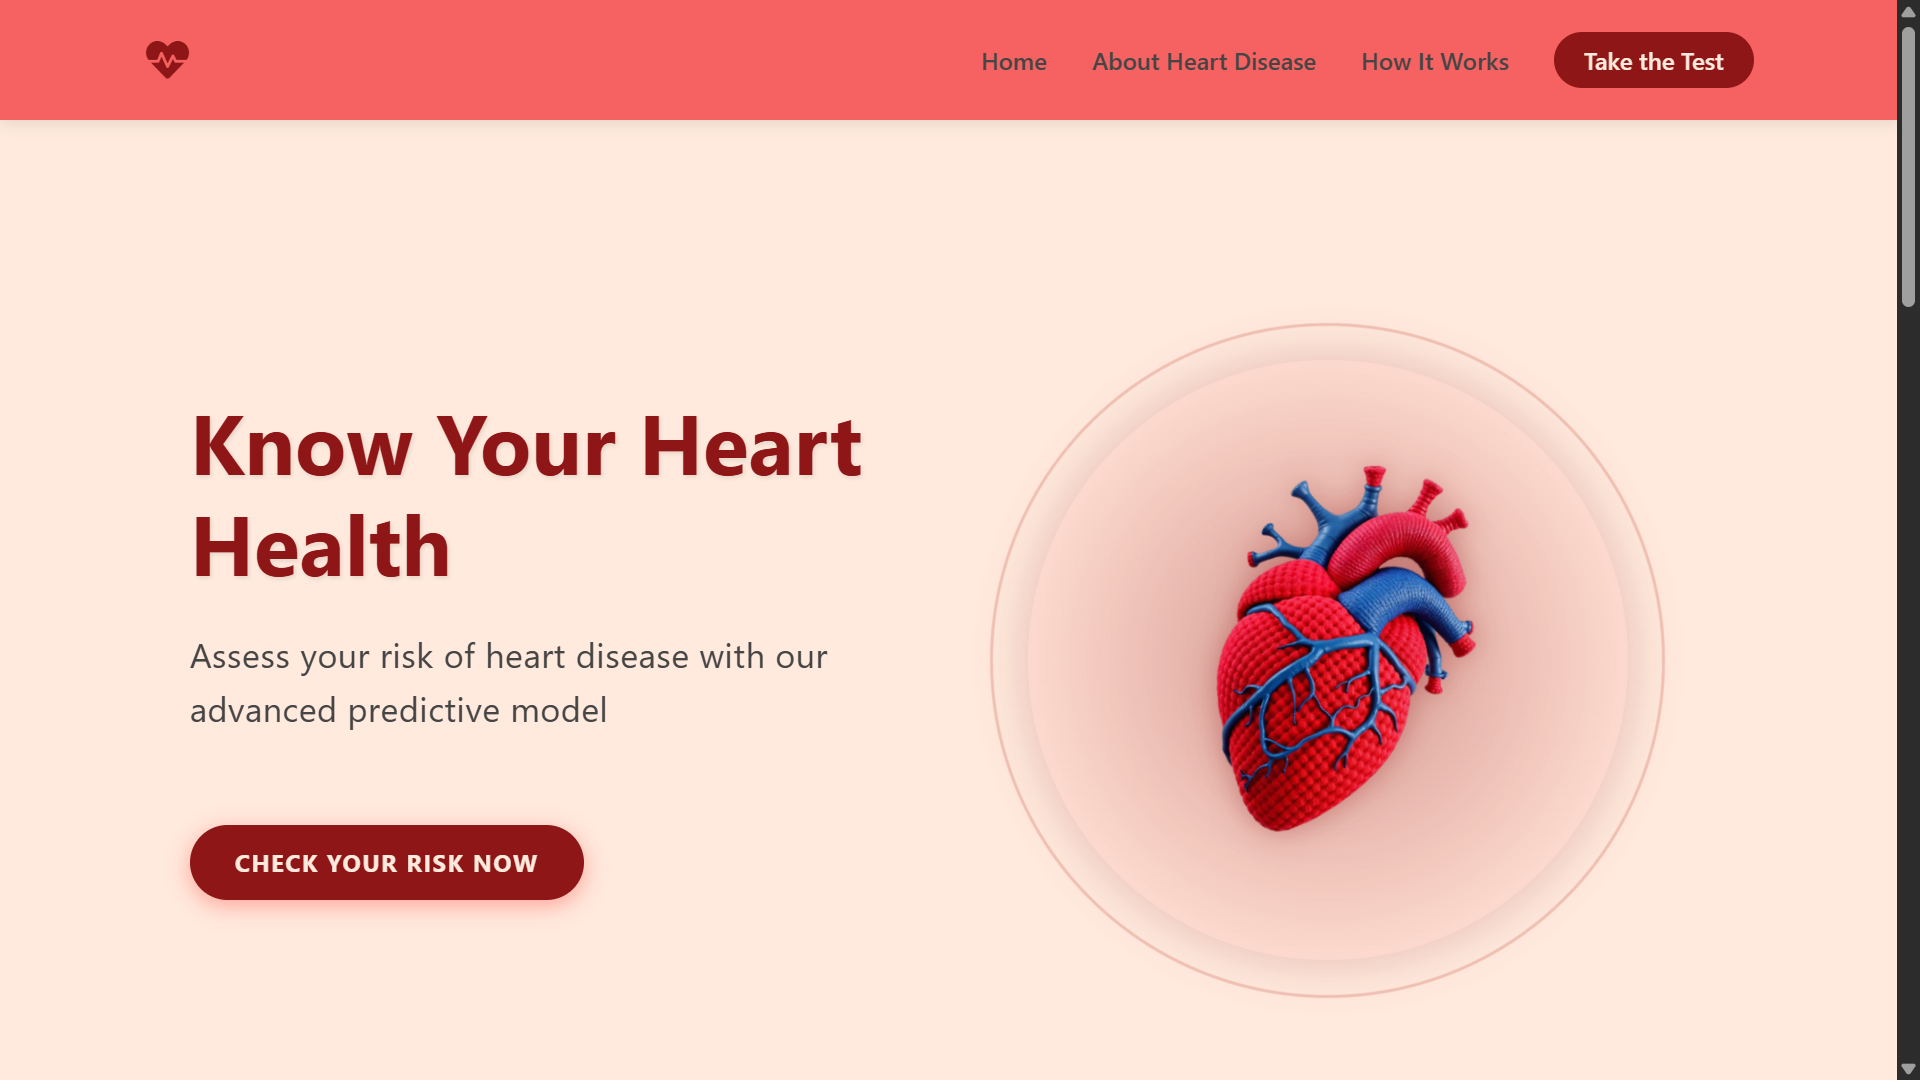 Home
About Heart Disease
How It Works
Take the Test
Know Your Heart
Health
Assess your risk of heart disease with our
advanced predictive model
CHECK YOUR RISK NOW